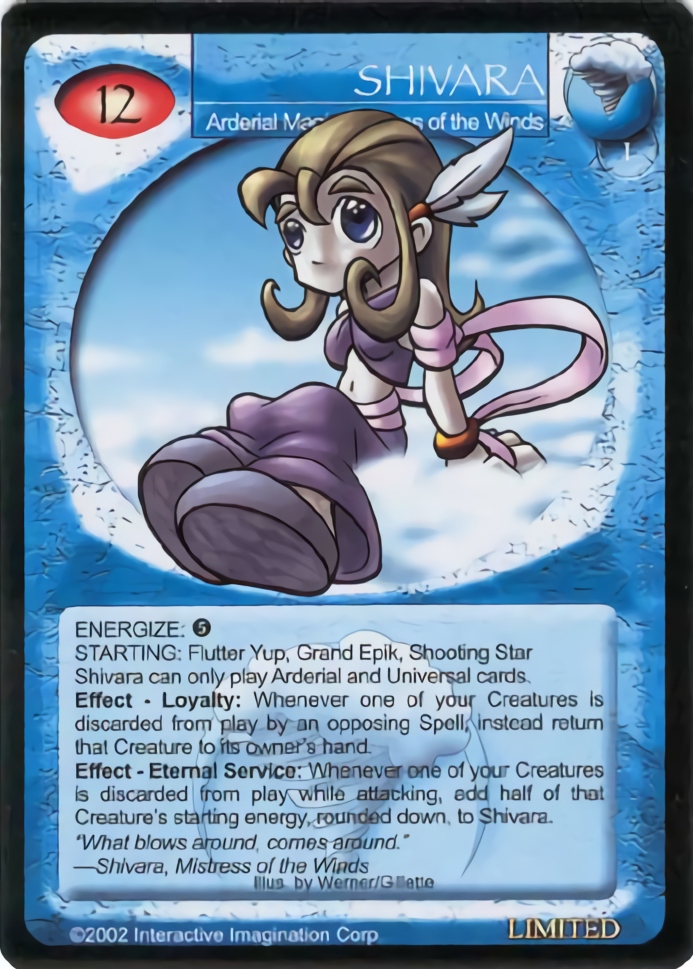 12
SHIVARA
Arderial of the Winds
1
ENERGIZE: 5
STARTING: Flutter Yup, Grand Epik, Shooting Star
Shivara can only play Arderial and Universal cards.
Effect - Loyalty: Whenever one of your Creatures is
discarded from play by an opposing Spell, instead return
that Creature to its owner's hand.
Effect - Eternal Service: Whenever one of your Creatures
is discarded from play while attacking, add half of that
Creature's starting energy, rounded down, to Shivara.
"What blows around, comes around."
—Shivara, Mistress of the Winds
Illus. by Werner/Gillette
©2002 Interactive Imagination Corp
LIMITED